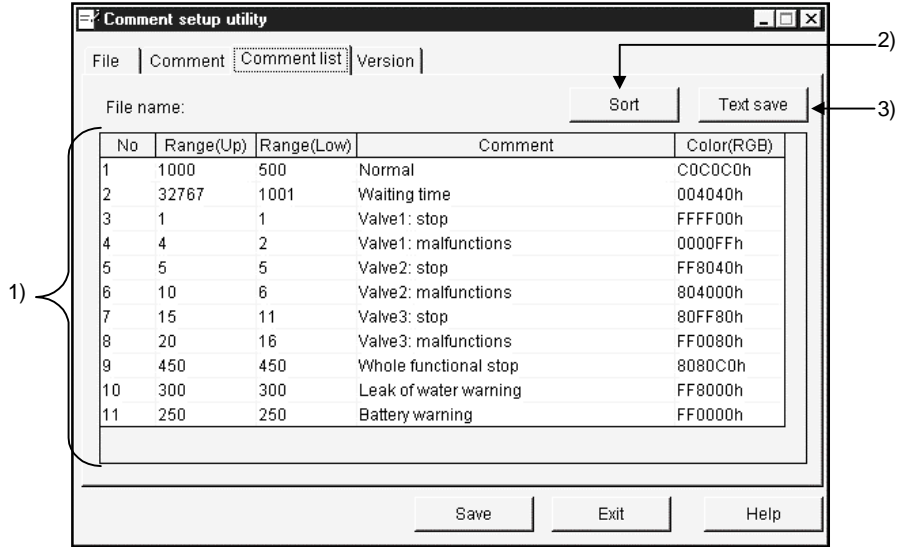 Comment setup utility
2)
File Comment Comment list Version
File name: Sort Text save
3)
No Range(Up) Range(Low) Comment Color(RGB)
1 1000 500 Normal C0C0C0h
2 32767 1001 Waiting time 004040h
3 1 1 Valve1: stop FFFF00h
4 4 2 Valve1: malfunctions 0000FFh
5 5 5 Valve2: stop FF8040h
1)
6 10 6 Valve2: malfunctions 804000h
7 15 11 Valve3: stop 80FF80h
8 20 16 Valve3: malfunctions FF0080h
9 450 450 Whole functional stop 8080C0h
10 300 300 Leak of water warning FF8000h
11 250 250 Battery warning FF0000h
Save Exit Help